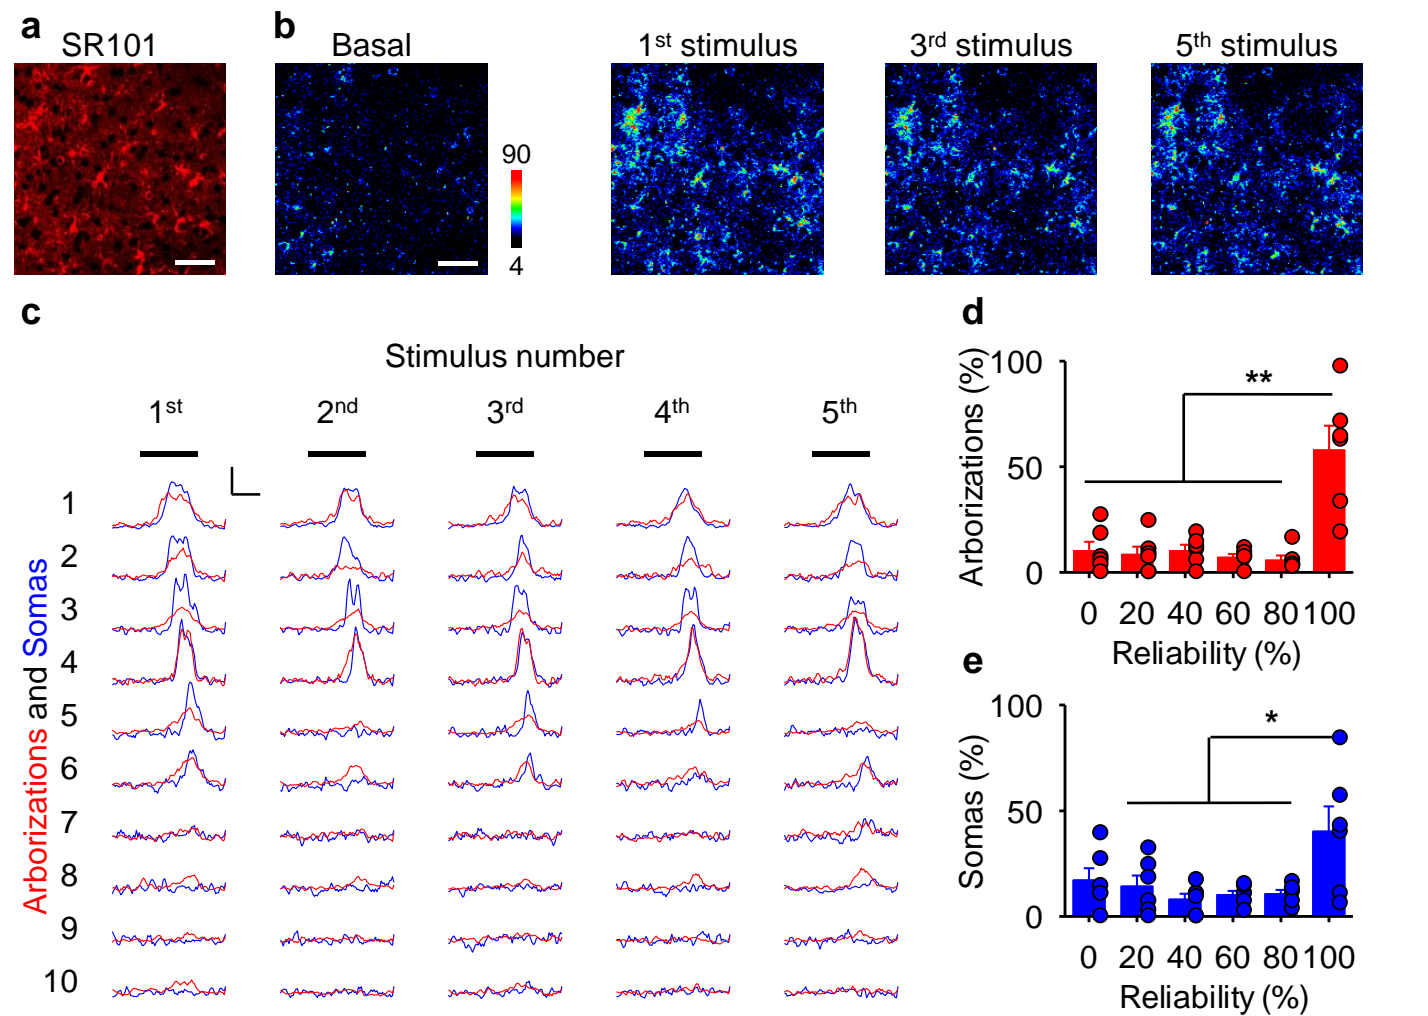 a
SR101
b
Basal
1st stimulus
3rd stimulus
5th stimulus
90
4
c
Stimulus number
1st
2nd
3rd
4th
5th
Arborizations and Somas
1
2
3
4
5
6
7
8
9
10
d
Arborizations (%)
100
50
0
**
0 20 40 60 80 100
Reliability (%)
e
Somas (%)
100
50
0
*
0 20 40 60 80 100
Reliability (%)